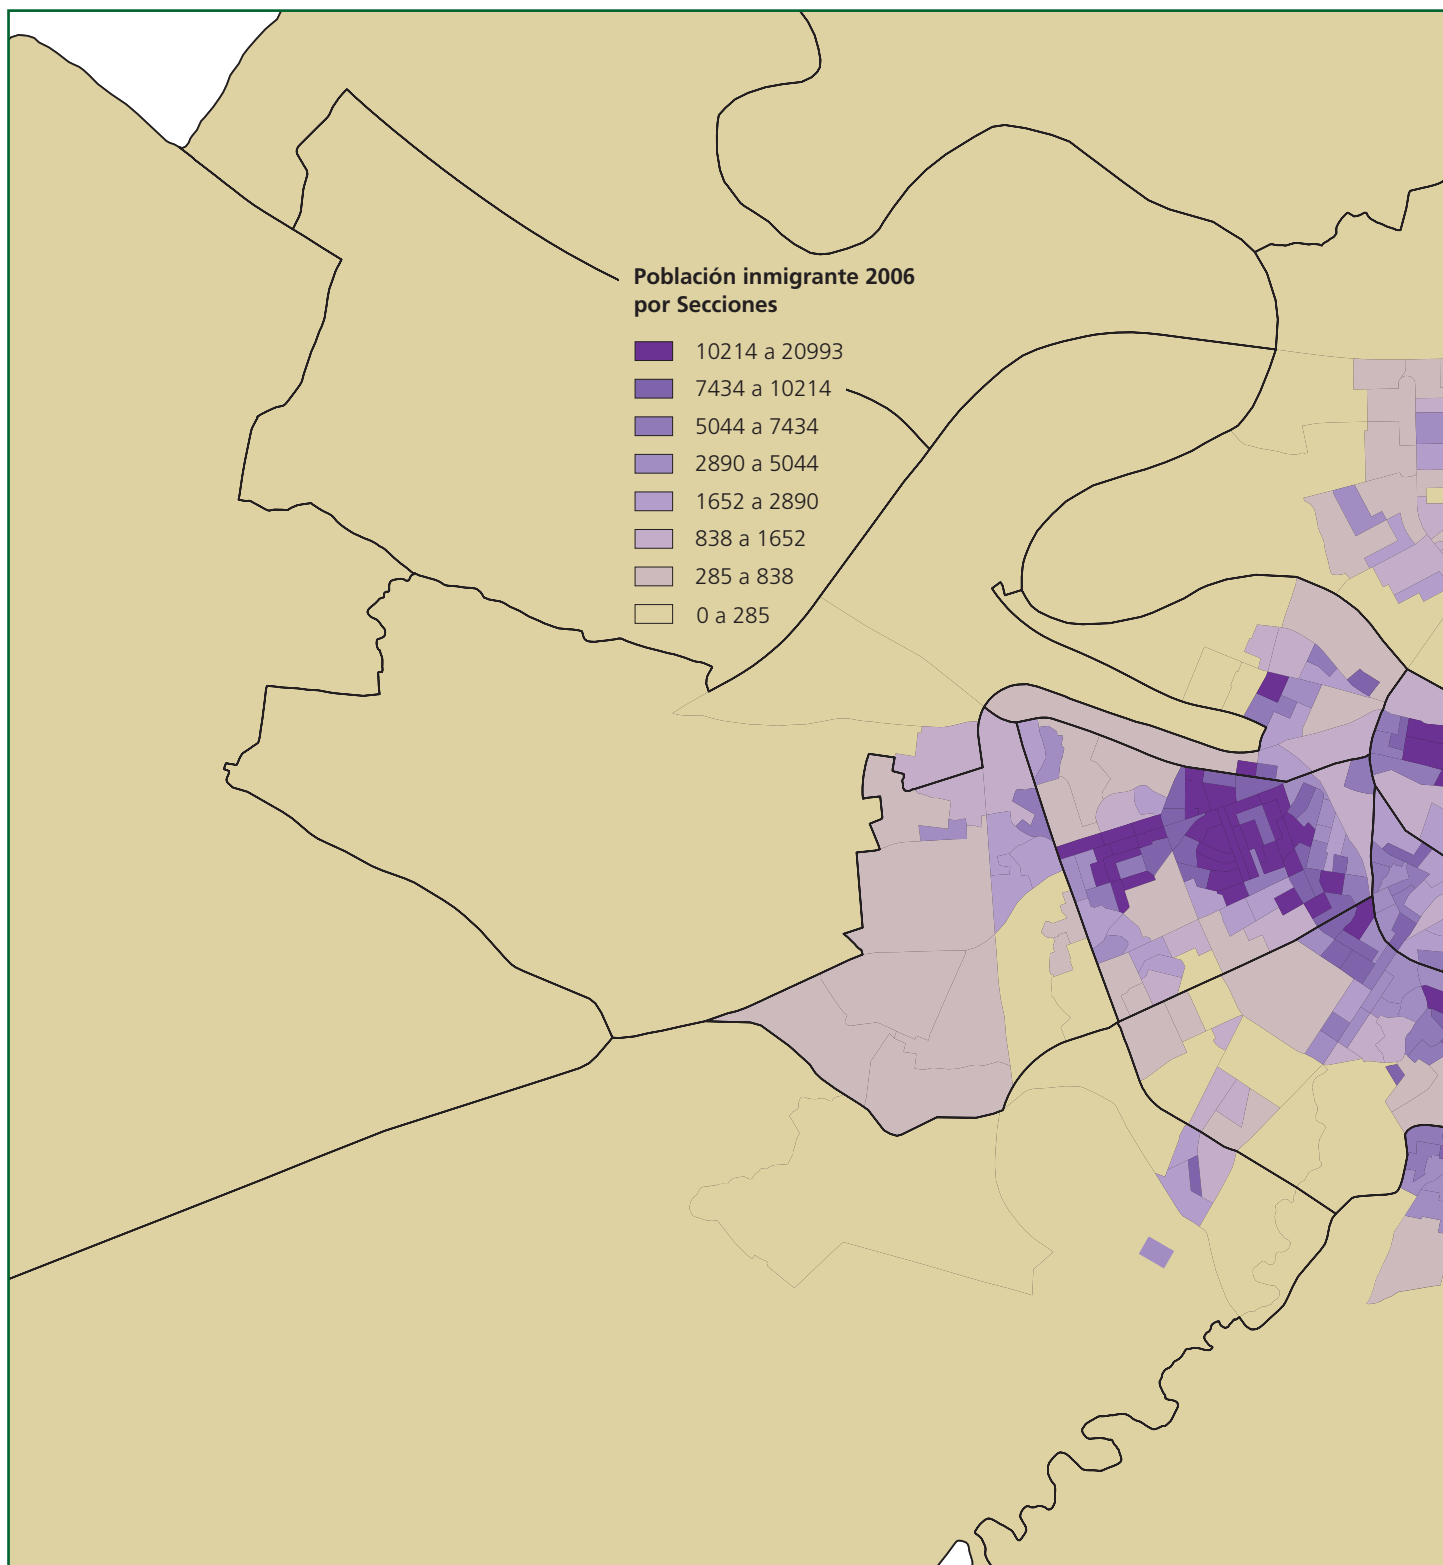 Población inmigrante 2006
por Secciones
10214 a 20993
7434 a 10214
5044 a 7434
2890 a 5044
1652 a 2890
838 a 1652
285 a 838
0 a 285